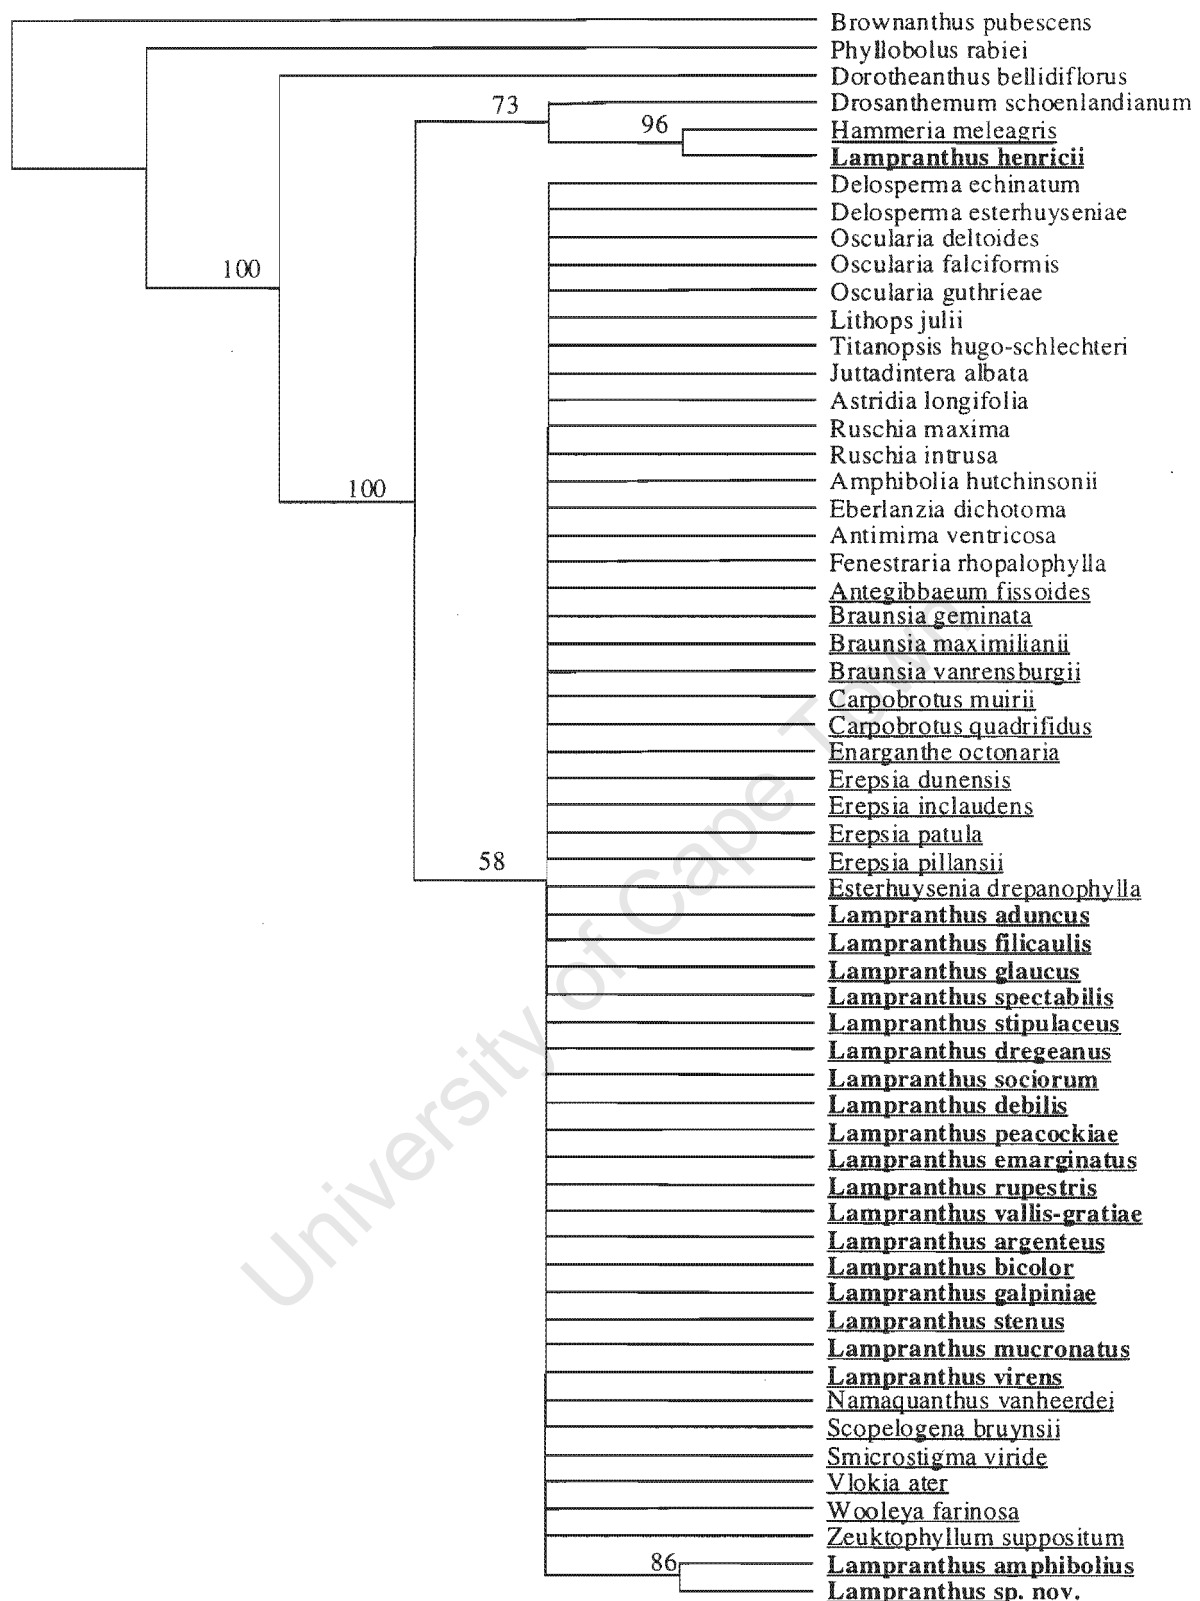 Brownanthus pubescens
Phyllobolus rabiei
Dorotheanthus bellidiflorus
73
Drosanthemum schoenlandianum
96
Hammeria meleagris
Lampranthus henricii
Delosperma echinatum
Delosperma esterhuyseniae
Oscularia deltoides
100
Oscularia falciformis
Oscularia guthrieae
Lithops julii
Titanopsis hugo-schlechteri
Juttadintera albata
Astridia longifolia
Ruschia maxima
Ruschia intrusa
100
Amphibolia hutchinsonii
Eberlanzia dichotoma
Antimima ventricosa
Fenestraria rhopalophylla
Antegibbaeum fissoides
Braunsia geminata
Braunsia maximilianii
Braunsia vanrensburgii
Carpobrotus muirii
Carpobrotus quadrifidus
Enarganthe octonaria
Erepsia dunensis
Erepsia inclaudens
Erepsia patula
58
Erepsia pillansii
Esterhuysenia drepanophylla
Lampranthus aduncus
Lampranthus filicaulis
Lampranthus glaucus
Lampranthus spectabilis
Lampranthus stipulaceus
Lampranthus dregeanus
Lampranthus sociorum
Lampranthus debilis
Lampranthus peacockiae
Lampranthus emarginatus
Lampranthus rupestris
Lampranthus vallis-gratiae
Lampranthus argenteus
Lampranthus bicolor
Lampranthus galpiniae
Lampranthus stenus
Lampranthus mucronatus
Lampranthus virens
Namaquanthus vanheerdei
Scopelogena bruynsii
Smicrostigma viride
Vlokia ater
Wooleya farinosa
Zeuktophyllum suppositum
86
Lampranthus amphibolius
Lampranthus sp. nov.
University of Cape Town